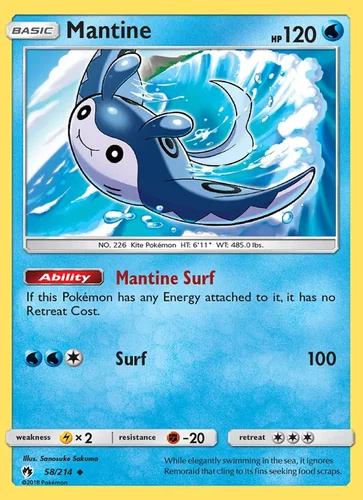 BASIC Mantine HP 120
NO. 226 Kite Pokémon HT: 6'11" WT: 485.0 lbs.
Ability Mantine Surf
If this Pokémon has any Energy attached to it, it has no
Retreat Cost.
Surf 100
weakness ×2 resistance -20 retreat
Illus. Sanosuke Sakuma
58/214
©2018 Pokémon
While elegantly swimming in the sea, it ignores
Remoraid that cling to its fins seeking food scraps.